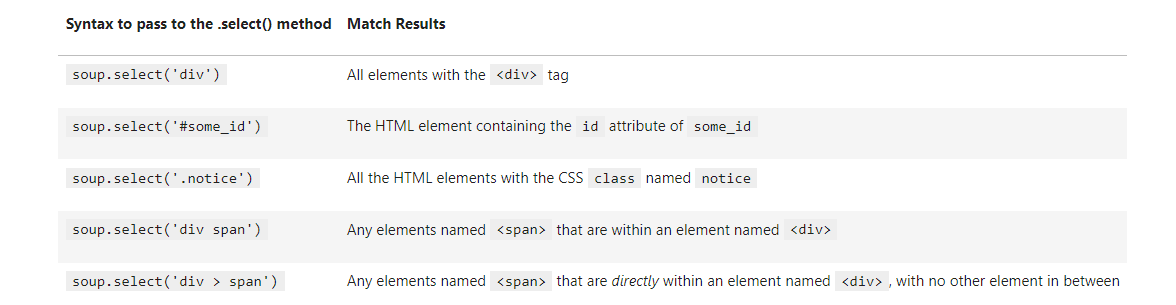 Syntax to pass to the .select() method Match Results
soup.select('div') All elements with the <div> tag
soup.select('#some_id') The HTML element containing the id attribute of some_id
soup.select('.notice') All the HTML elements with the CSS class named notice
soup.select('div span') Any elements named <span> that are within an element named <div>
soup.select('div > span') Any elements named <span> that are directly within an element named <div> , with no other element in between